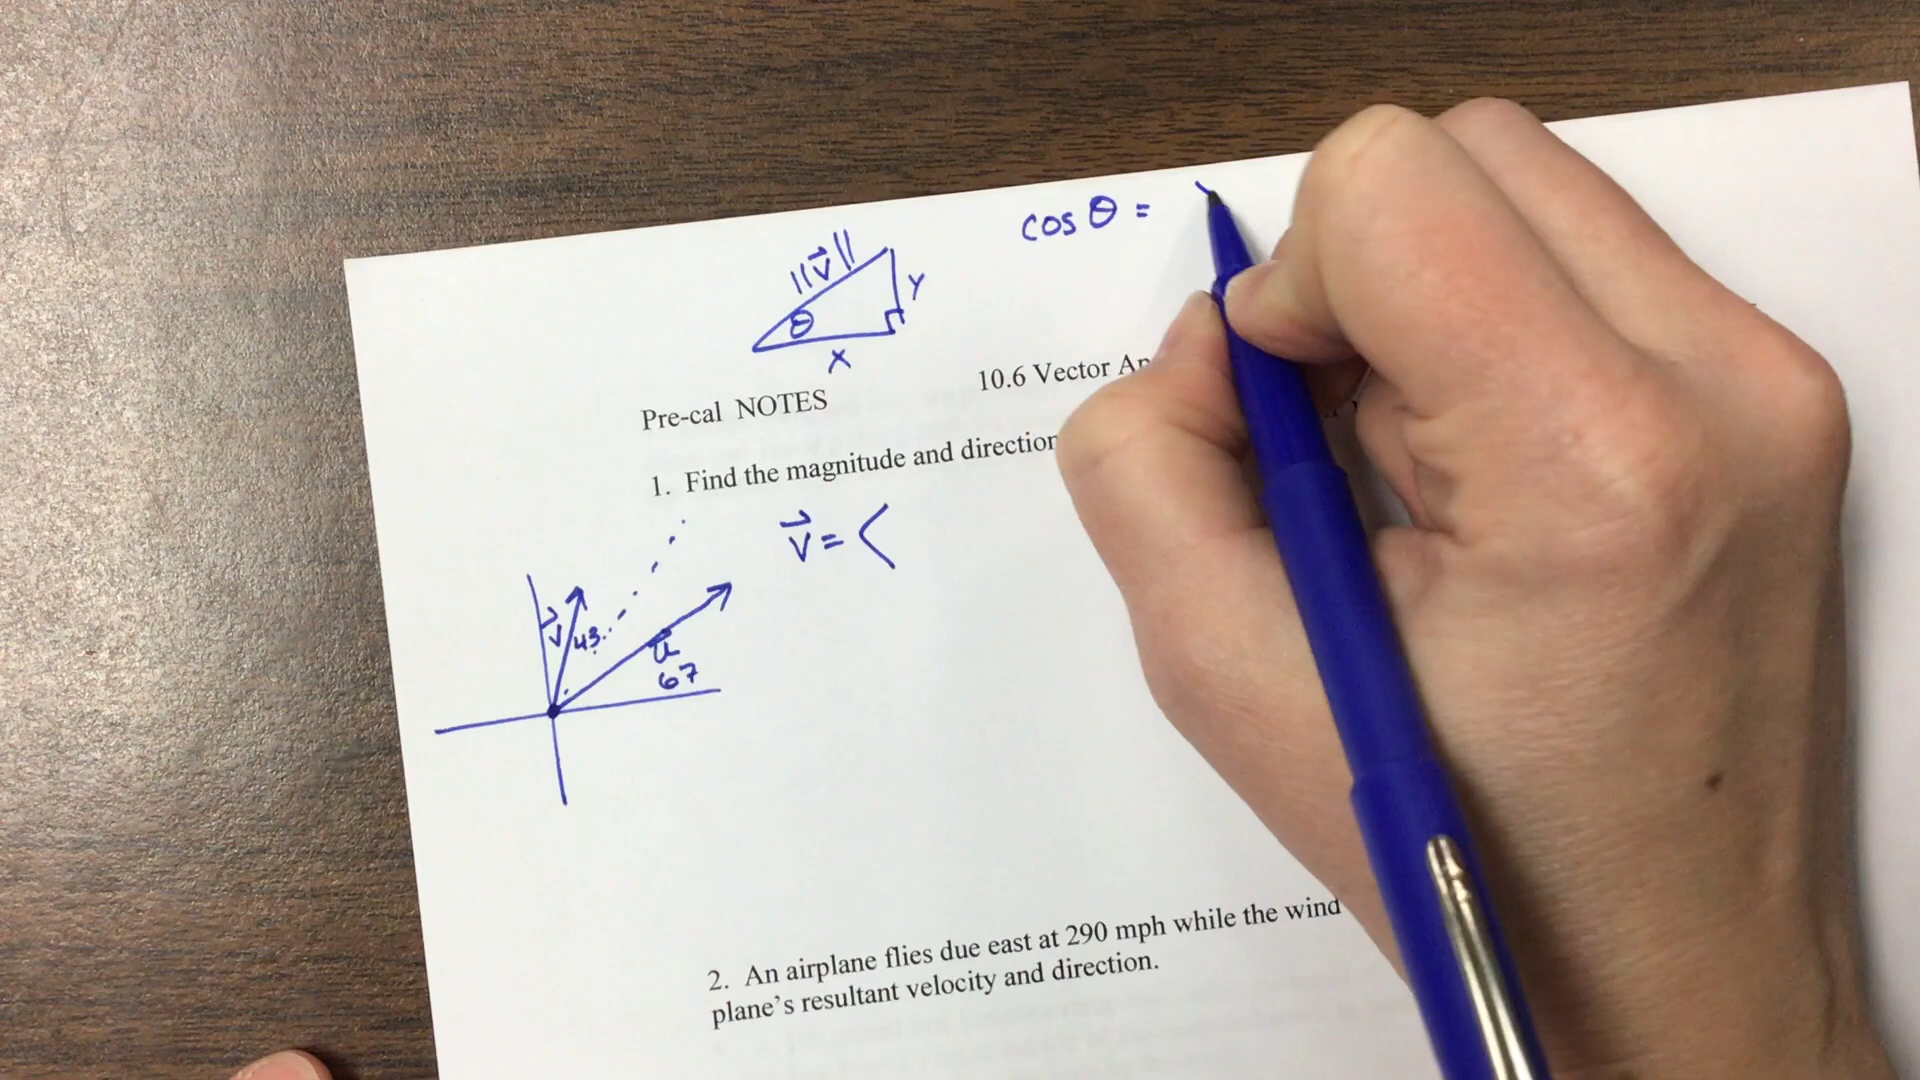 cos θ =
||v⃗||
y
θ
x
Pre-cal NOTES
10.6 Vector
1. Find the magnitude and direction
v⃗ = <
v⃗
43
u
67
2. An airplane flies due east at 290 mph while the wind
plane’s resultant velocity and direction.